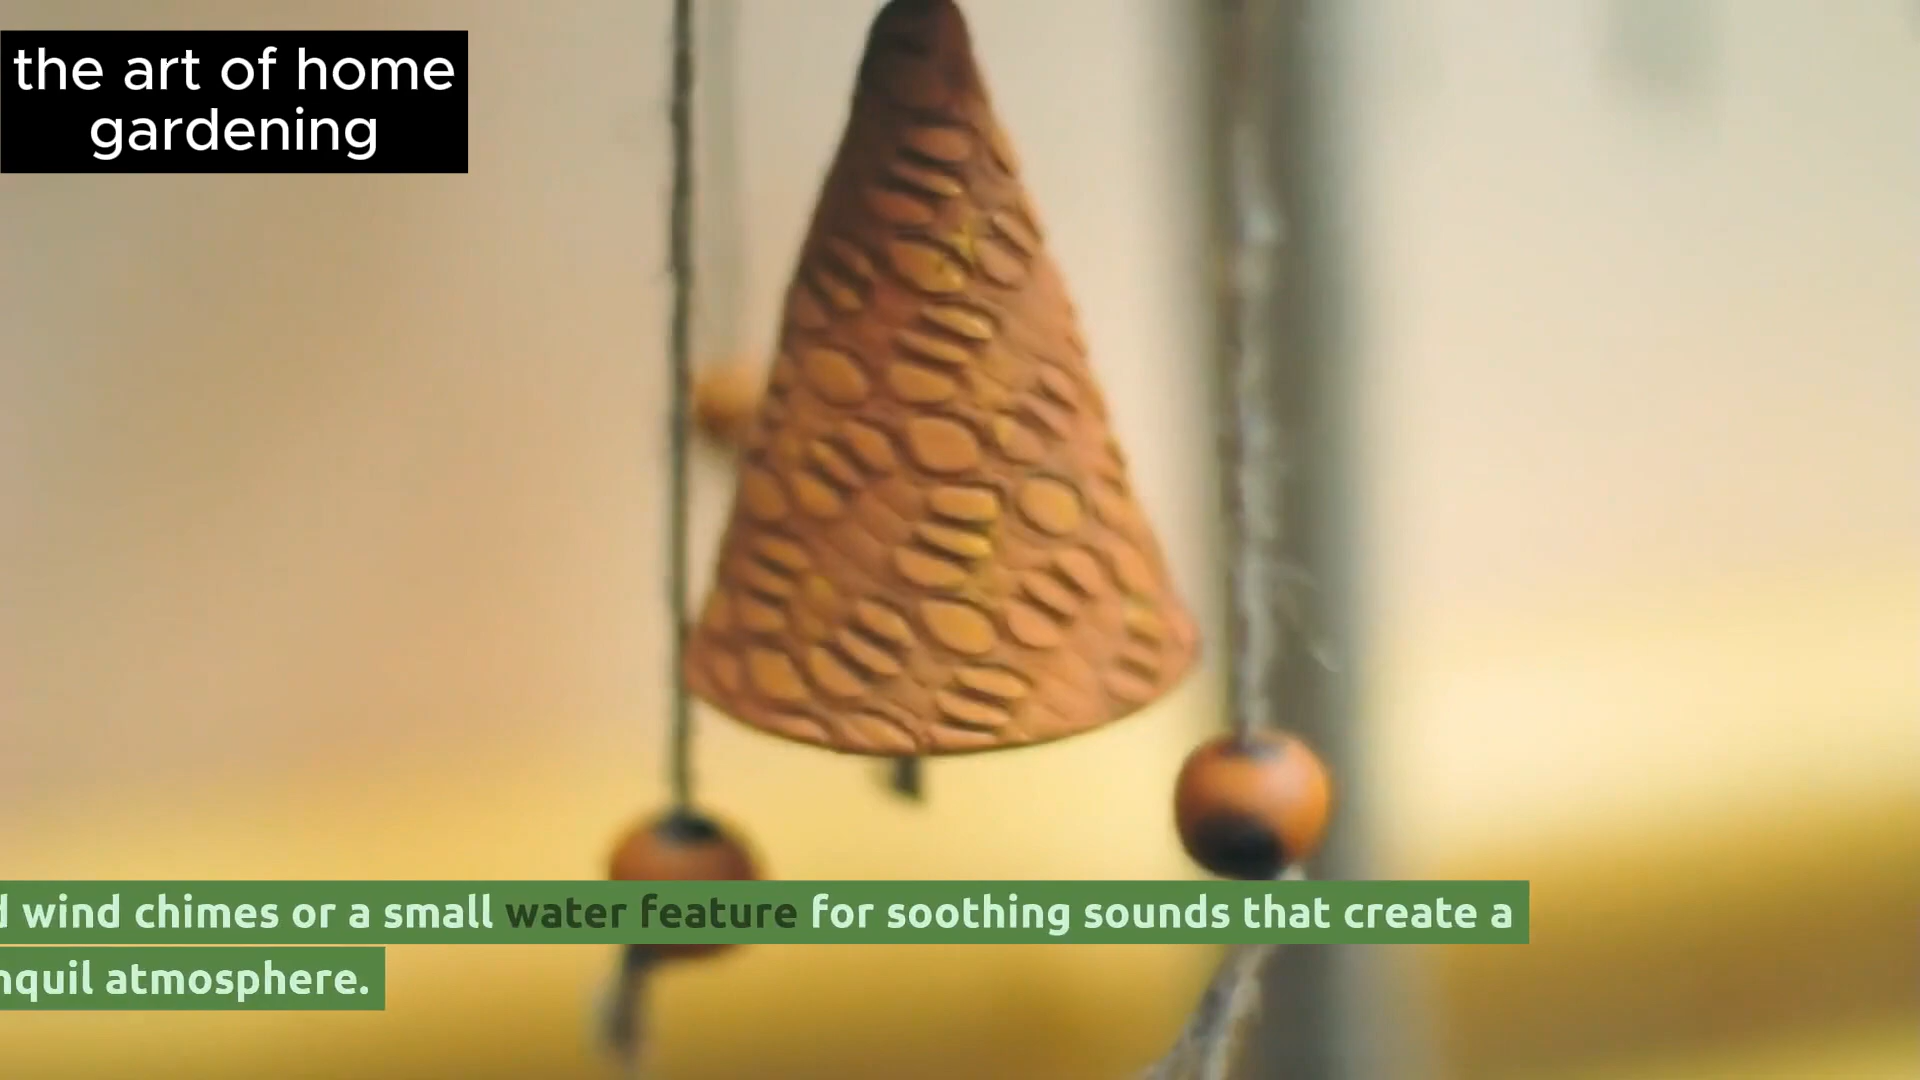 the art of home
gardening
wind chimes or a small water feature for soothing sounds that create a
atmosphere.